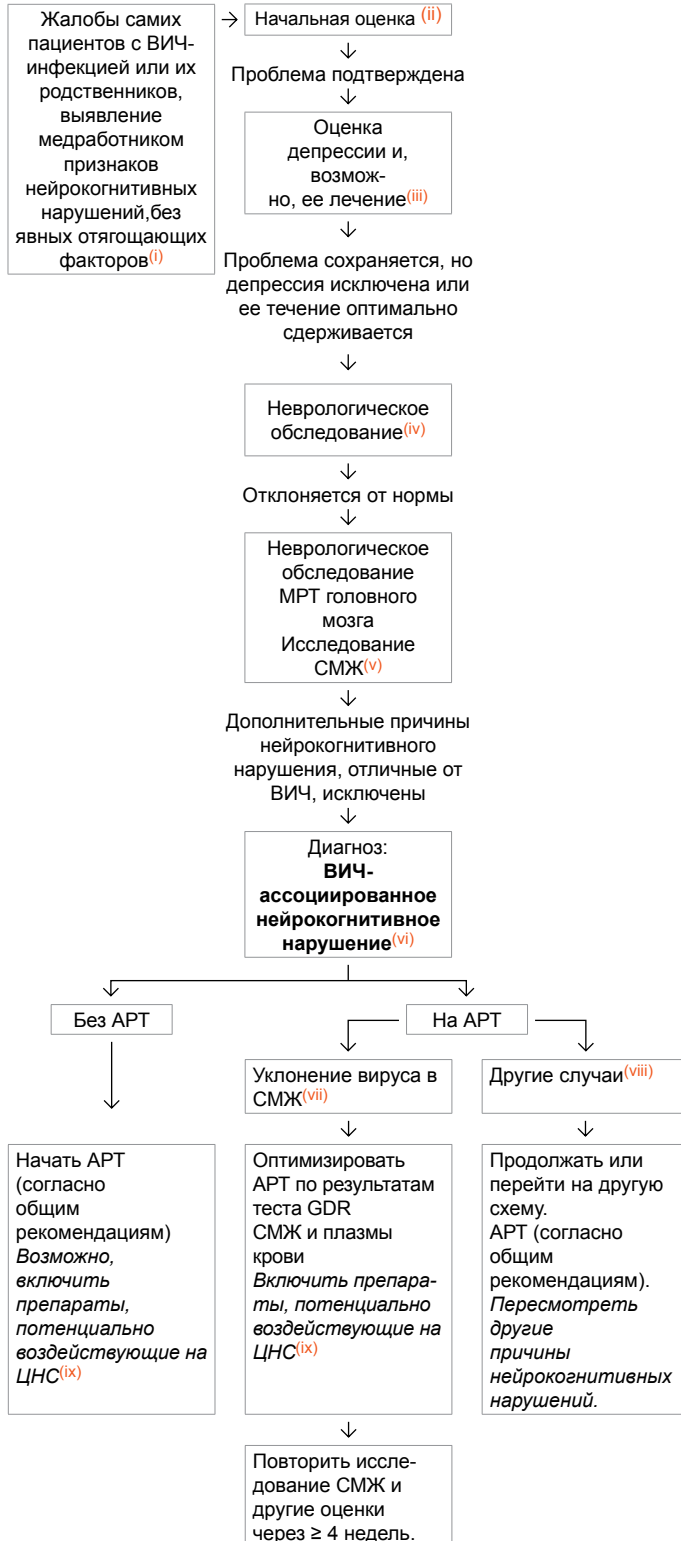 Жалобы самих
пациентов с ВИЧ-
инфекцией или их
родственников,
выявление
медработником
признаков
нейрокогнитивных
нарушений,без
явных отягощающих
факторов(i)
Начальная оценка (ii)
Проблема подтверждена
Оценка
депрессии и,
возмож-
но, ее лечение(iii)
Проблема сохраняется, но
депрессия исключена или
ее течение оптимально
сдерживается
Неврологическое
обследование(iv)
Отклоняется от нормы
Неврологическое
обследование
МРТ головного
мозга
Исследование
СМЖ(v)
Дополнительные причины
нейрокогнитивного
нарушения, отличные от
ВИЧ, исключены
Диагноз:
ВИЧ-
ассоциированное
нейрокогнитивное
нарушение(vi)
Без АРТ
На АРТ
Уклонение вируса в
СМЖ(vii)
Другие случаи(viii)
Начать АРТ
(согласно
общим
рекомендациям)
Возможно,
включить
препараты,
потенциально
воздействующие на
ЦНС(ix)
Оптимизировать
АРТ по результатам
теста GDR
СМЖ и плазмы
крови
Включить препара-
ты, потенциально
воздействующие на
ЦНС(ix)
Продолжать или
перейти на другую
схему.
АРТ (согласно
общим
рекомендациям).
Пересмотреть
другие
причины
нейрокогнитивных
нарушений.
Повторить иссле-
дование СМЖ и
другие оценки
через ≥ 4 недель.